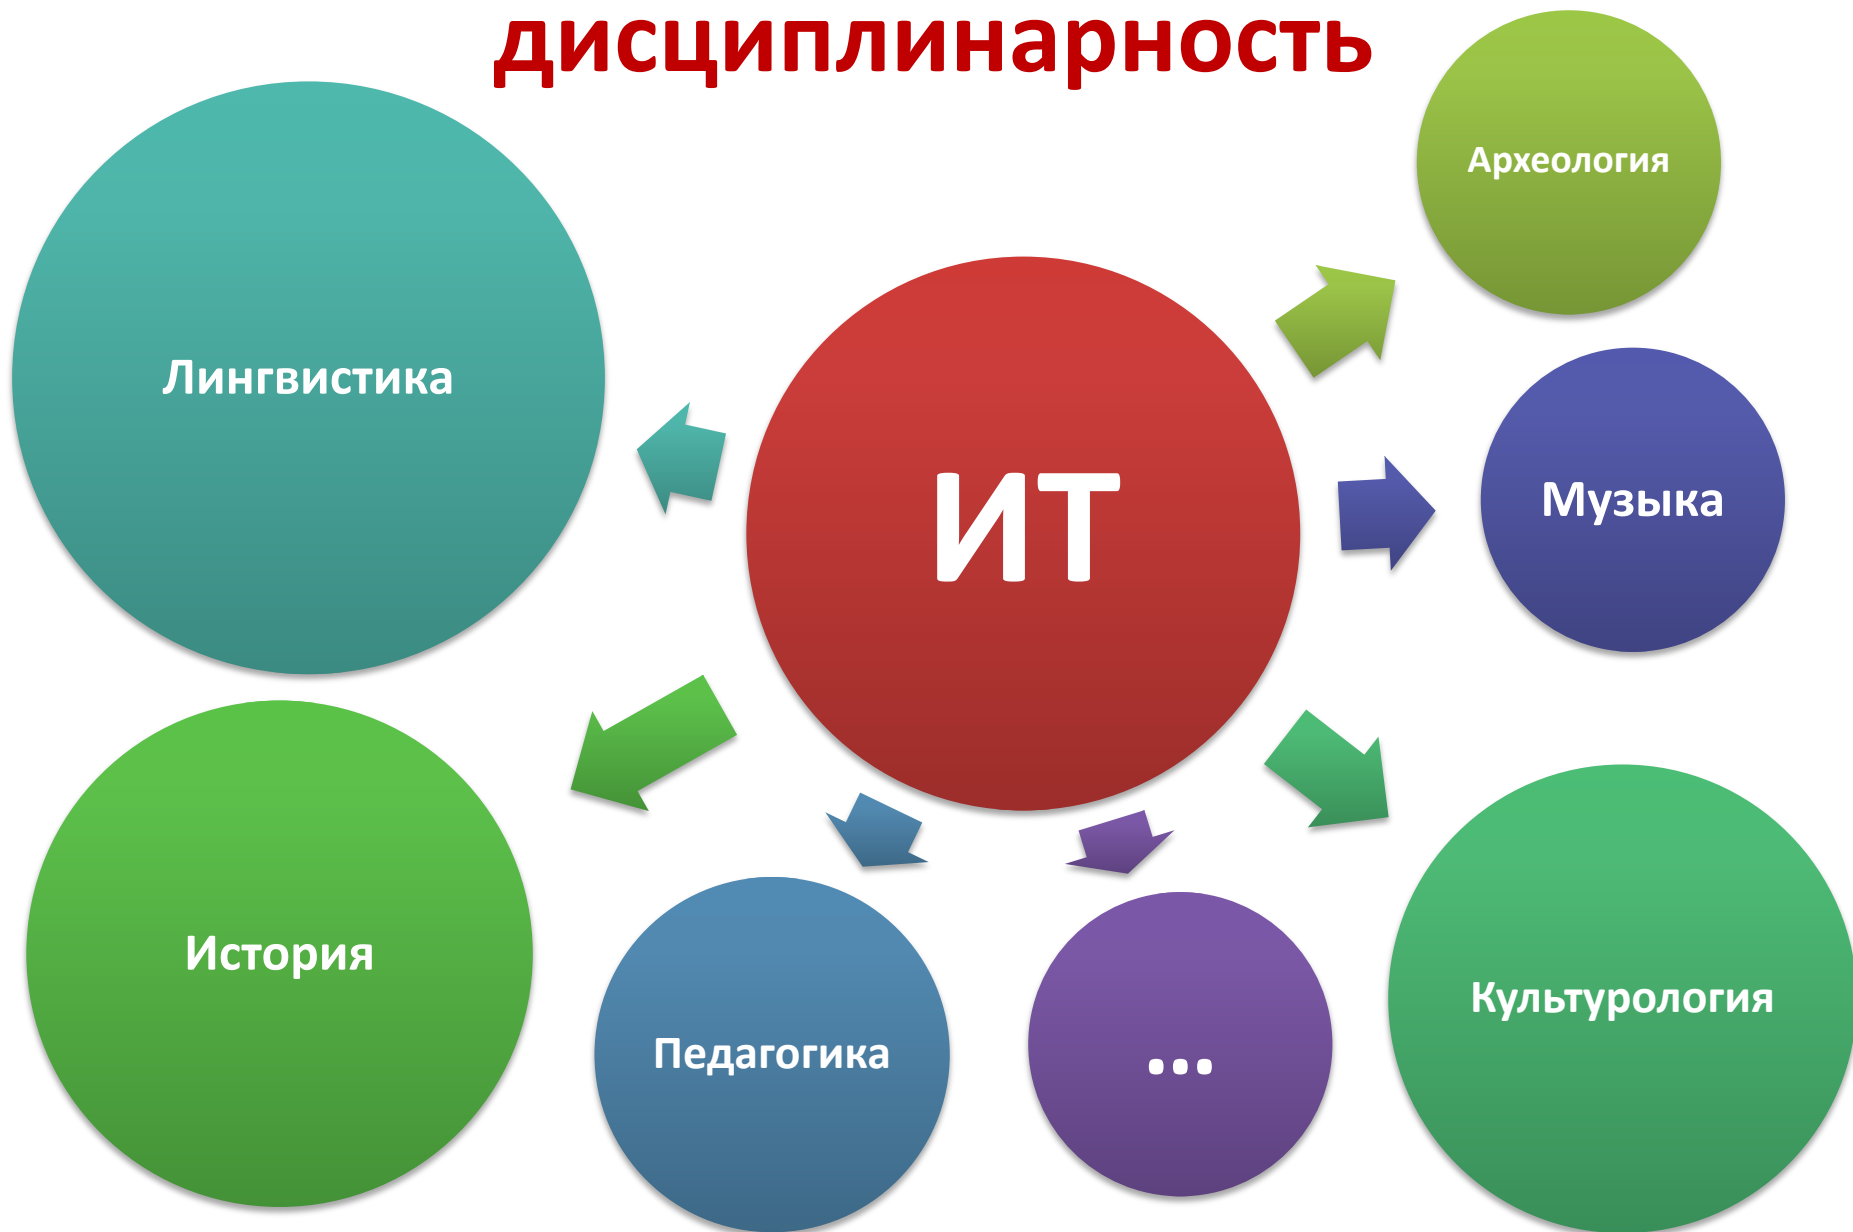 дисциплинарность
Археология
Лингвистика
ИТ
Музыка
История
Педагогика
...
Культурология